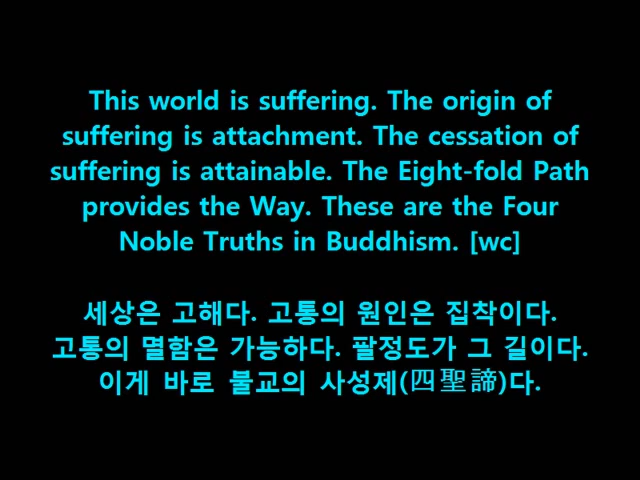 This world is suffering. The origin of
suffering is attachment. The cessation of
suffering is attainable. The Eight-fold Path
provides the Way. These are the Four
Noble Truths in Buddhism. [wc]
세상은 고해다. 고통의 원인은 집착이다.
고통의 멸함은 가능하다. 팔정도가 그 길이다.
이게 바로 불교의 사성제(四聖諦)다.